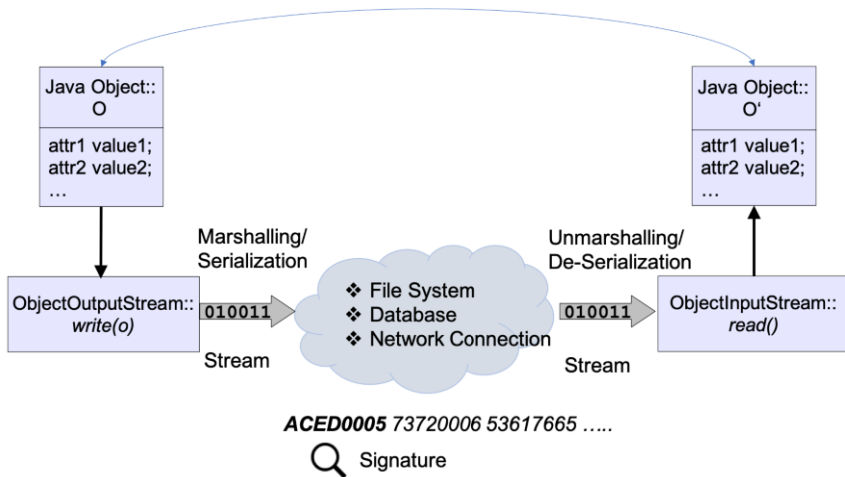 Java Object::
O
attr1 value1;
attr2 value2;
…
ObjectOutputStream::
write(o)
Marshalling/
Serialization
010011
Stream
❖ File System
❖ Database
❖ Network Connection
Unmarshalling/
De-Serialization
010011
Stream
Java Object::
O‘
attr1 value1;
attr2 value2;
…
ObjectInputStream::
read()
ACED0005 73720006 53617665 …..
Signature